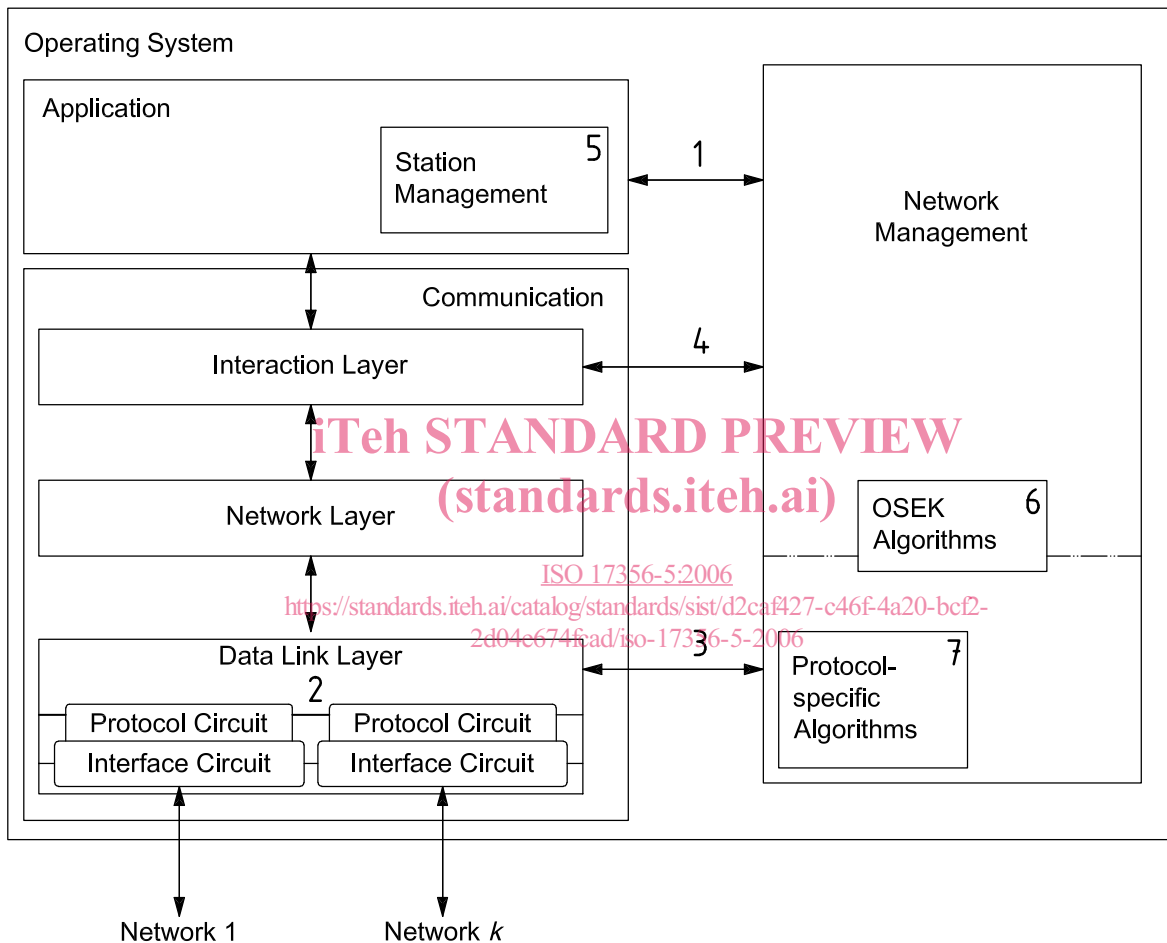 Operating System
Application
5
Station
Management
1
Network
Management
Communication
Interaction Layer
4
iTeh STANDARD PREVIEW
(standards.iteh.ai)
Network Layer
6
OSEK
Algorithms
ISO 17356-5:2006
https://standards.iteh.ai/catalog/standards/sist/d2caf427-c46f-4a20-bcf2-
2d04e674fcad/iso-17356-5-2006
Data Link Layer
3
7
Protocol-
specific
Algorithms
2
Protocol Circuit
Protocol Circuit
Interface Circuit
Interface Circuit
Network 1
Network k